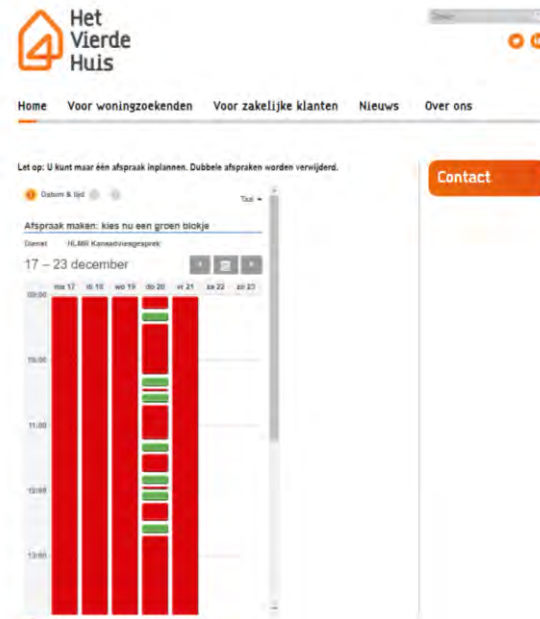 Het
Vierde
Huis
Home Voor woningzoekenden Voor zakelijke klanten Nieuws Over ons
Let op: U kunt maar één afspraak inplannen. Dubbele afspraken worden verwijderd.
Contact
Datum & tijd
Taal
Afspraak maken: kies nu een groen blokje
Dienst
17 – 23 december
ma 17 di 18 wo 19 do 20 vr 21 za 22 zo 23
09:00
10:00
11:00
12:00
13:00